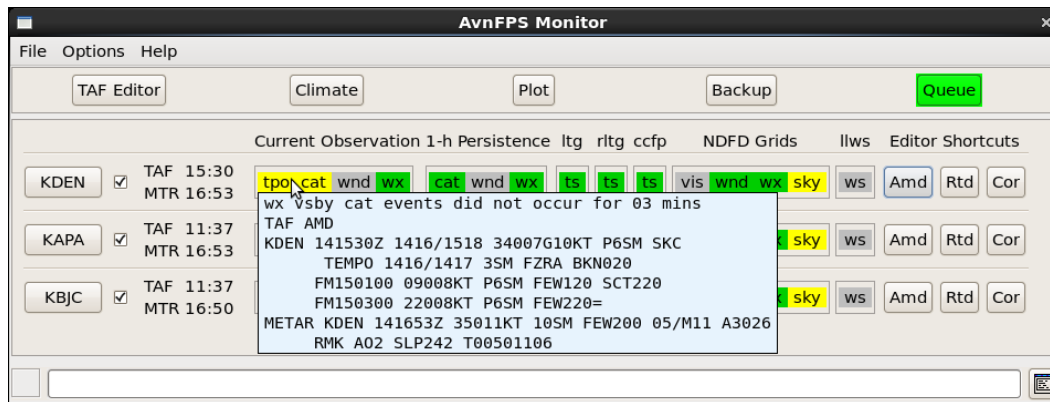 AvnFPS Monitor
File Options Help
TAF Editor Climate Plot Backup Queue
Current Observation 1-h Persistence ltg rltg ccfp NDFD Grids llws Editor Shortcuts
KDEN TAF 15:30 MTR 16:53 tpo cat wnd wx cat wnd wx ts ts ts vis wnd wx sky ws Amd Rtd Cor
wx vsby cat events did not occur for 03 mins
TAF AMD
KDEN 141530Z 1416/1518 34007G10KT P6SM SKC
TEMPO 1416/1417 3SM FZRA BKN020
FM150100 09008KT P6SM FEW120 SCT220
FM150300 22008KT P6SM FEW220=
METAR KDEN 141653Z 35011KT 10SM FEW200 05/M11 A3026
RMK AO2 SLP242 T00501106
KAPA TAF 11:37 MTR 16:53 sky ws Amd Rtd Cor
KBJC TAF 11:37 MTR 16:50 sky ws Amd Rtd Cor